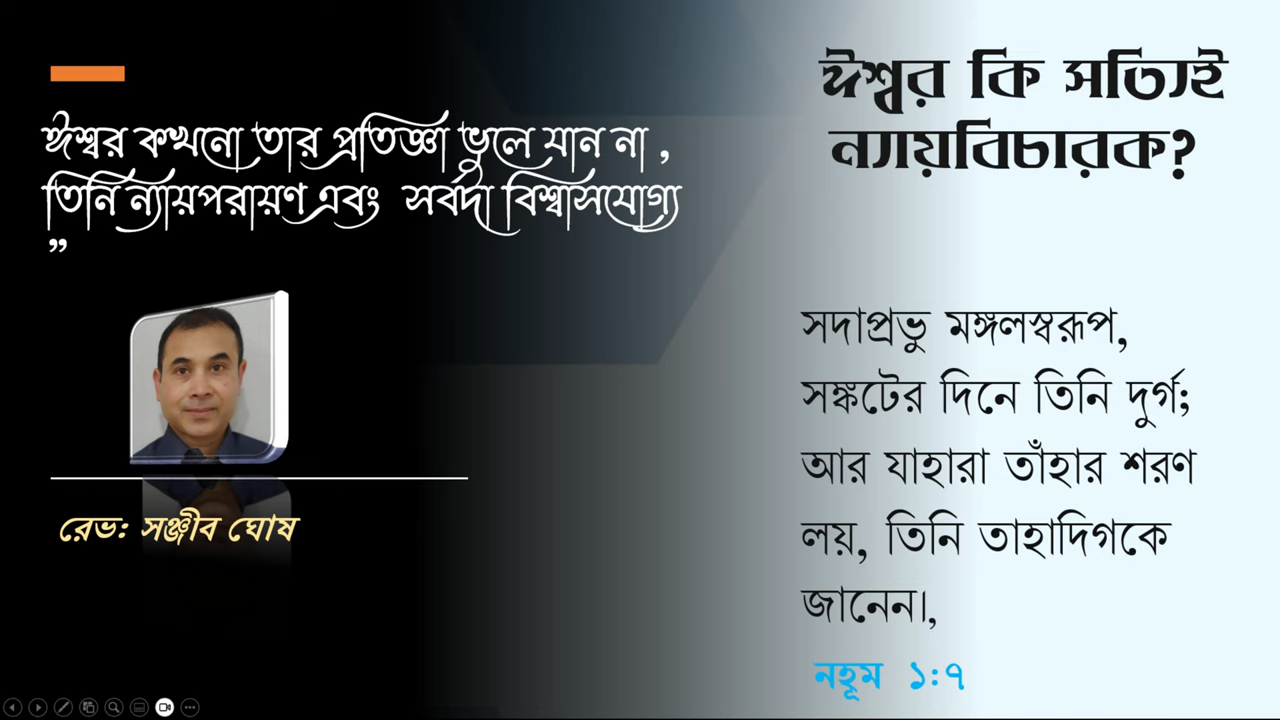 ঈশ্বর কখনো তার প্রতিজ্ঞা ভুলে যান না ,
তিনি ন্যায়পরায়ণ এবং সর্বদা বিশ্বাসযোগ্য
”
রেভ: সঞ্জীব ঘোষ
ঈশ্বর কি সত্যিই
ন্যায়বিচারক?
সদাপ্রভু মঙ্গলস্বরূপ,
সঙ্কটের দিনে তিনি দুর্গ;
আর যাহারা তাঁহার শরণ
লয়, তিনি তাহাদিগকে
জানেন।,
নহূম ১:৭